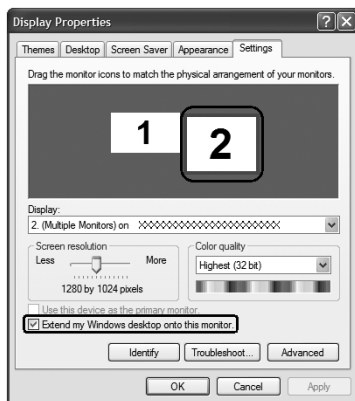 Display Properties
Themes Desktop Screen Saver Appearance Settings
Drag the monitor icons to match the physical arrangement of your monitors.
1 2
Display:
2. (Multiple Monitors) on XXXXXXXXXXXXXXXXXXXXXX
Screen resolution
Less More
1280 by 1024 pixels
Color quality
Highest (32 bit)
Use this device as the primary monitor.
Extend my Windows desktop onto this monitor.
Identify Troubleshoot... Advanced
OK Cancel Apply